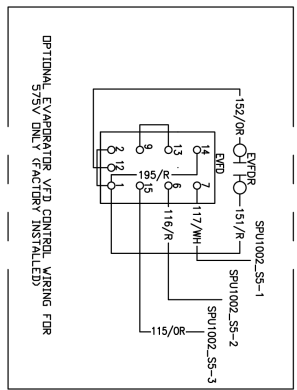 152/OR
EVFDR
151/R
SPU1002_S5-1
EVFD
14
7
117/WH
SPU1002_S5-2
13
6
116/R
SPU1002_S5-3
9
195/R
15
115/OR
2
12
1
OPTIONAL EVAPORATOR VFD CONTROL WIRING FOR
575V ONLY (FACTORY INSTALLED)